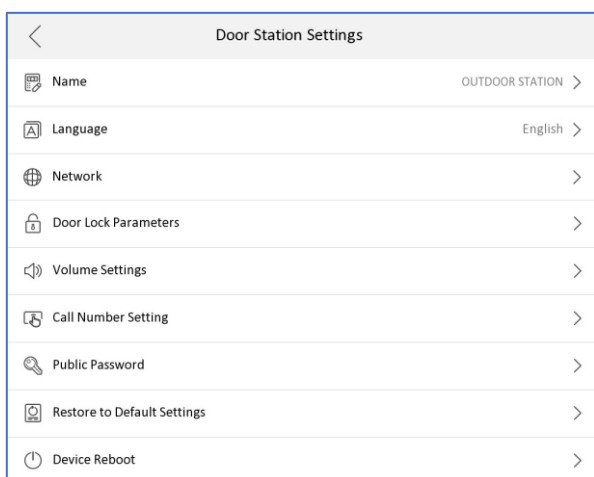 Door Station Settings
Name OUTDOOR STATION
Language English
Network
Door Lock Parameters
Volume Settings
Call Number Setting
Public Password
Restore to Default Settings
Device Reboot